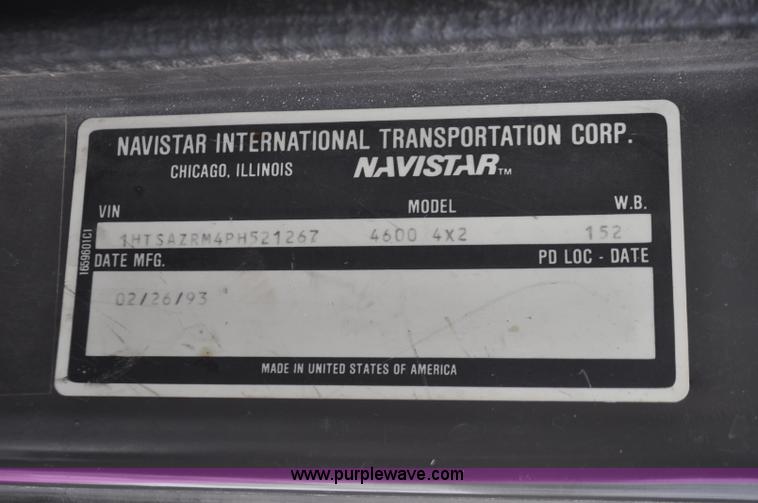 NAVISTAR INTERNATIONAL TRANSPORTATION CORP.
CHICAGO, ILLINOIS NAVISTAR™
VIN MODEL W.B.
1HTSAZRM4PH521267 4600 4X2 152
DATE MFG. PD LOC - DATE
02/26/93
MADE IN UNITED STATES OF AMERICA
1659601C1
www.purplewave.com